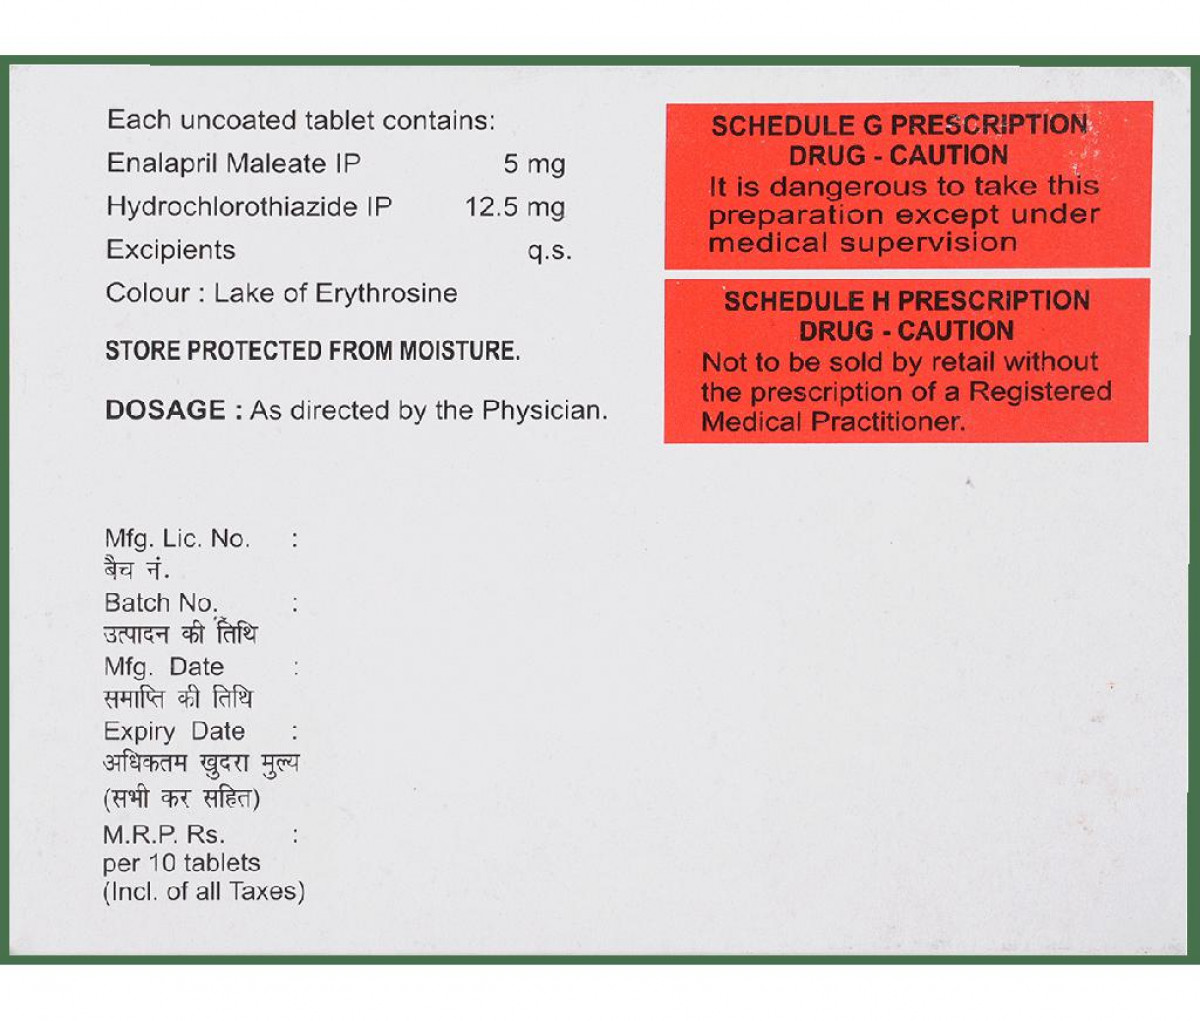 Each uncoated tablet contains:
Enalapril Maleate IP 5 mg
Hydrochlorothiazide IP 12.5 mg
Excipients q.s.
Colour : Lake of Erythrosine
STORE PROTECTED FROM MOISTURE.
DOSAGE : As directed by the Physician.
SCHEDULE G PRESCRIPTION
DRUG - CAUTION
It is dangerous to take this
preparation except under
medical supervision
SCHEDULE H PRESCRIPTION
DRUG - CAUTION
Not to be sold by retail without
the prescription of a Registered
Medical Practitioner.
Mfg. Lic. No. :
बैच नं.
Batch No. :
उत्पादन की तिथि
Mfg. Date :
समाप्ति की तिथि
Expiry Date :
अधिकतम खुदरा मुल्य
(सभी कर सहित)
M.R.P. Rs. :
per 10 tablets
(Incl. of all Taxes)